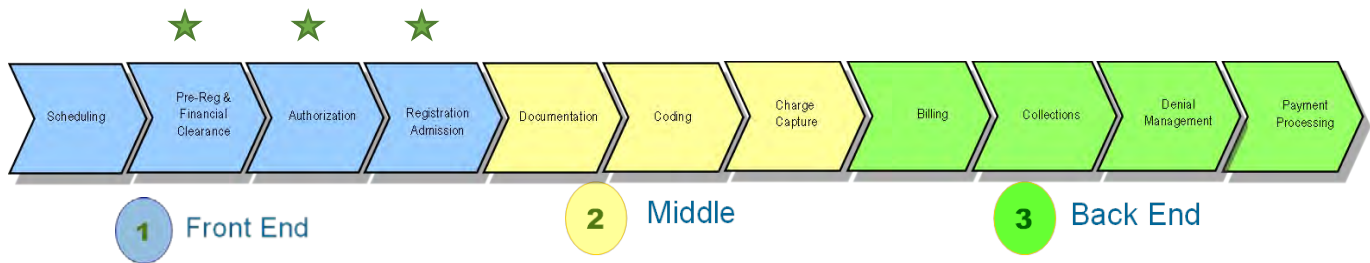 Scheduling
Pre-Reg &
Financial
Clearance
Authorization
Registration
Admission
Documentation
Coding
Charge
Capture
Billing
Collections
Denial
Management
Payment
Processing
1 Front End
2 Middle
3 Back End